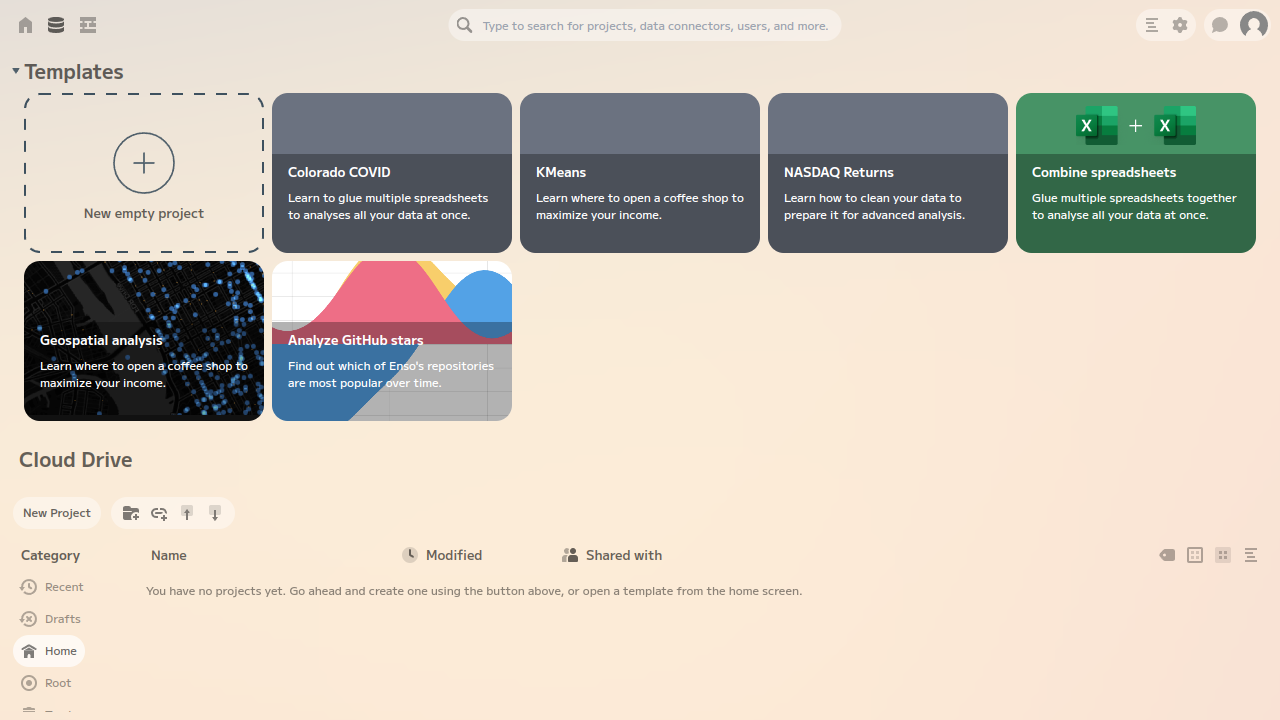 Type to search for projects, data connectors, users, and more.
Templates
New empty project
Colorado COVID
Learn to glue multiple spreadsheets
to analyses all your data at once.
KMeans
Learn where to open a coffee shop to
maximize your income.
NASDAQ Returns
Learn how to clean your data to
prepare it for advanced analysis.
X + X
Combine spreadsheets
Glue multiple spreadsheets together
to analyse all your data at once.
Geospatial analysis
Learn where to open a coffee shop to
maximize your income.
Analyze GitHub stars
Find out which of Enso's repositories
are most popular over time.
Cloud Drive
New Project
Category
Name
Modified
Shared with
Recent
You have no projects yet. Go ahead and create one using the button above, or open a template from the home screen.
Drafts
Home
Root